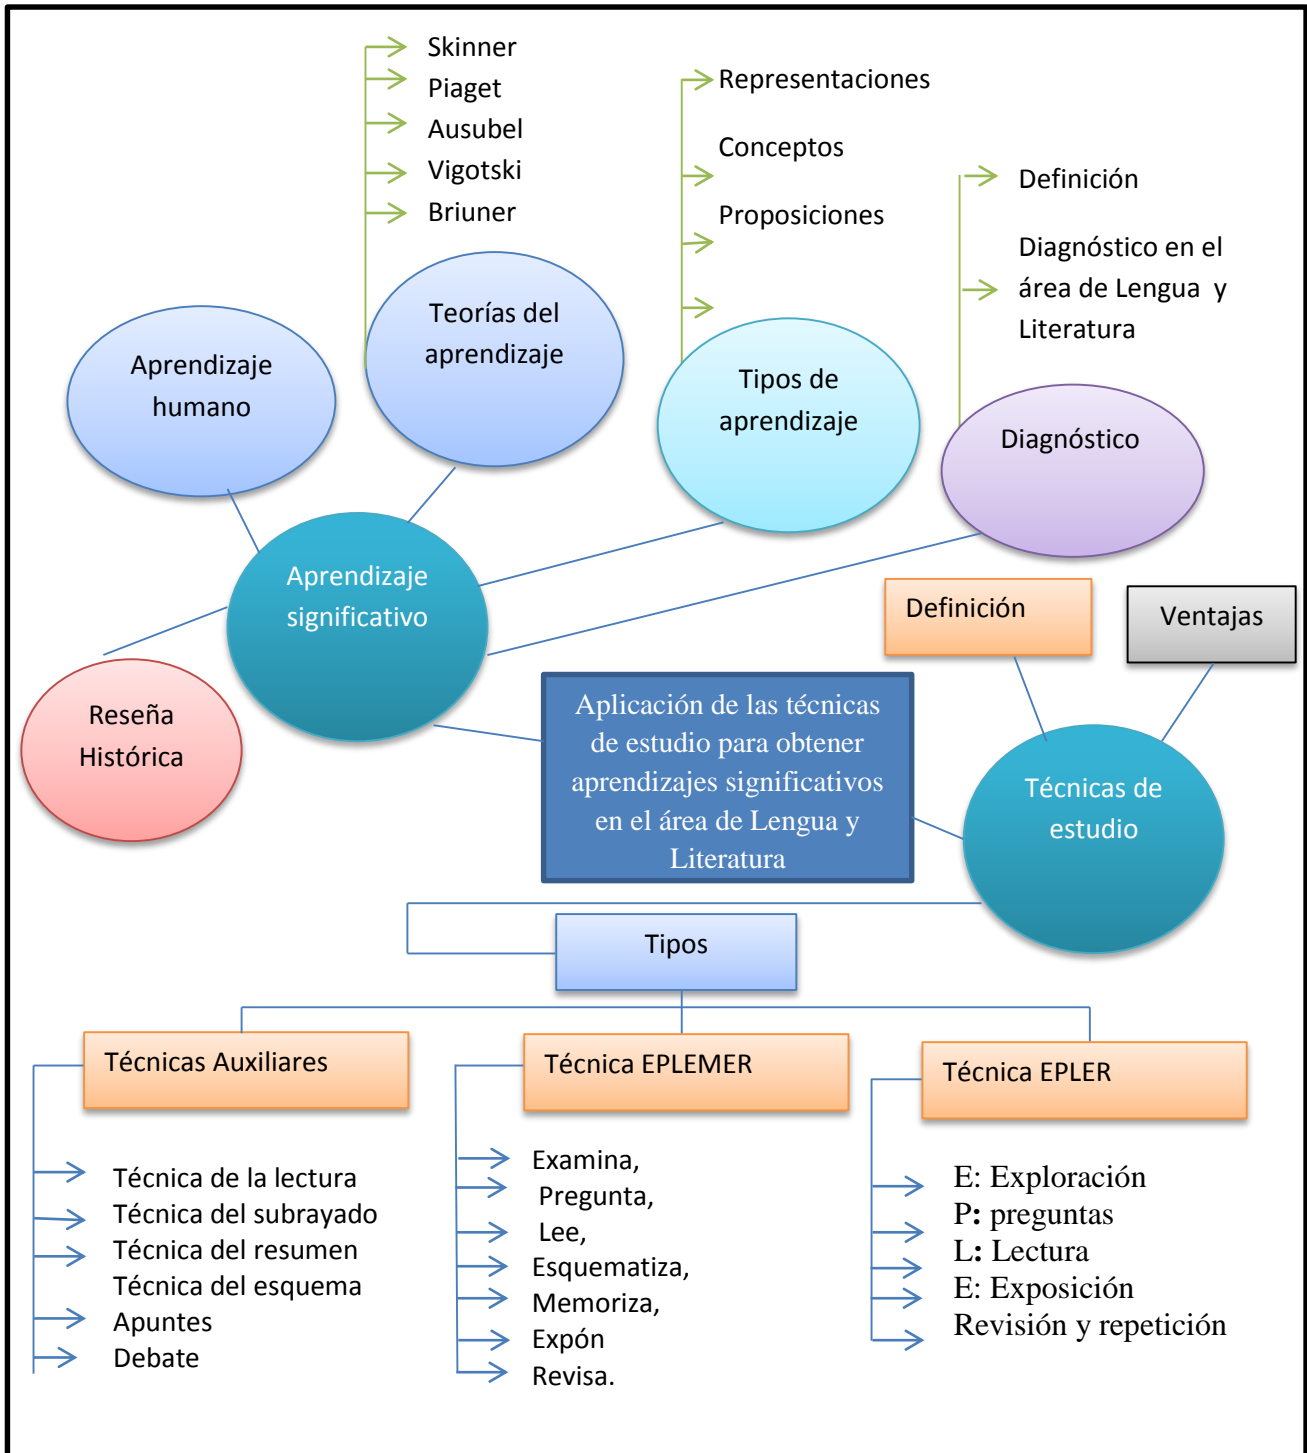 Skinner
Piaget
Ausubel
Vigotski
Briuner
Representaciones
Conceptos
Proposiciones
Definición
Diagnóstico en el
área de Lengua y
Literatura
Aprendizaje
humano
Teorías del
aprendizaje
Tipos de
aprendizaje
Diagnóstico
Aprendizaje
significativo
Reseña
Histórica
Definición
Ventajas
Aplicación de las técnicas
de estudio para obtener
aprendizajes significativos
en el área de Lengua y
Literatura
Técnicas de
estudio
Tipos
Técnicas Auxiliares
Técnica de la lectura
Técnica del subrayado
Técnica del resumen
Técnica del esquema
Apuntes
Debate
Técnica EPLEMER
Examina,
Pregunta,
Lee,
Esquematiza,
Memoriza,
Expón
Revisa.
Técnica EPLER
E: Exploración
P: preguntas
L: Lectura
E: Exposición
Revisión y repetición